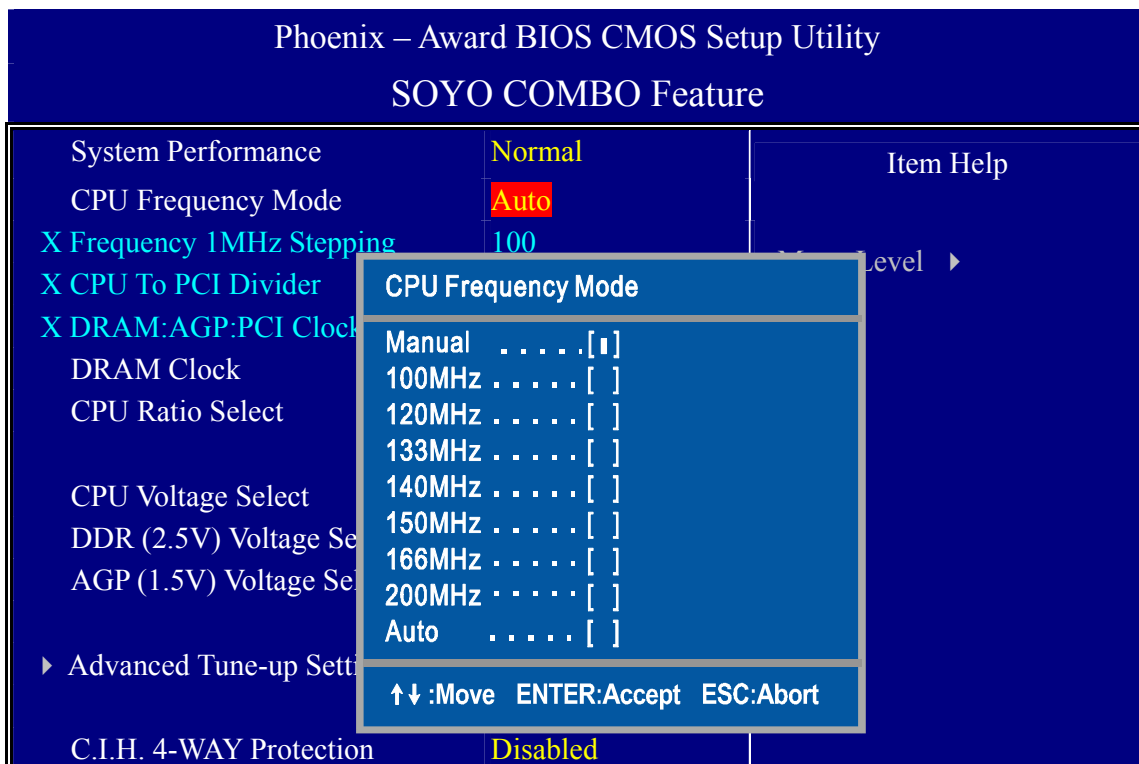 Phoenix – Award BIOS CMOS Setup Utility
SOYO COMBO Feature
System Performance Normal Item Help
CPU Frequency Mode Auto
X Frequency 1MHz Stepping 100
Level
X CPU To PCI Divider
X DRAM:AGP:PCI Clock
DRAM Clock
CPU Ratio Select
CPU Voltage Select
DDR (2.5V) Voltage
AGP (1.5V) Voltage
Advanced Tune-up
C.I.H. 4-WAY Protection Disabled
CPU Frequency Mode
Manual . . . . . [▮]
100MHz . . . . . [ ]
120MHz . . . . . [ ]
133MHz . . . . . [ ]
140MHz . . . . . [ ]
150MHz . . . . . [ ]
166MHz . . . . . [ ]
200MHz . . . . . [ ]
Auto . . . . . [ ]
↑↓ :Move ENTER:Accept ESC:Abort